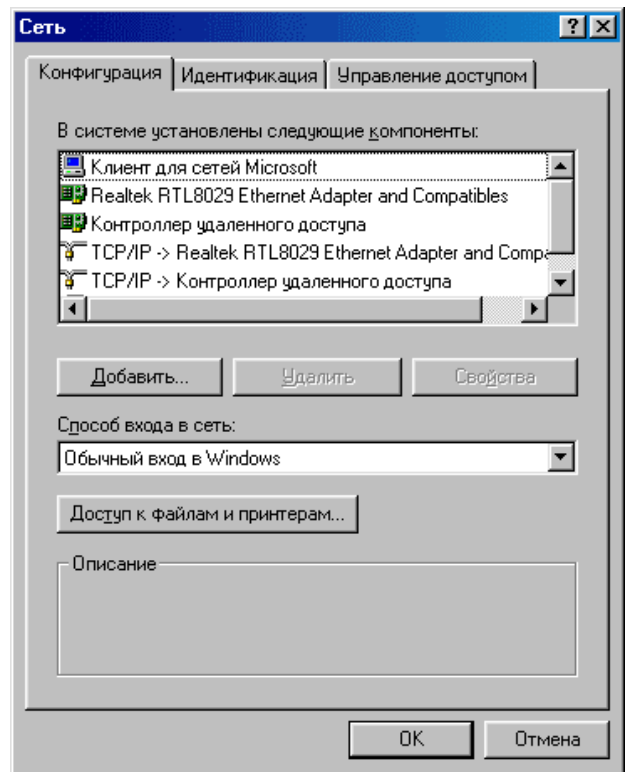 Сеть
Конфигурация Идентификация Управление доступом
В системе установлены следующие компоненты:
Клиент для сетей Microsoft
Realtek RTL8029 Ethernet Adapter and Compatibles
Контроллер удаленного доступа
TCP/IP -> Realtek RTL8029 Ethernet Adapter and Compa
TCP/IP -> Контроллер удаленного доступа
Добавить... Удалить Свойства
Способ входа в сеть:
Обычный вход в Windows
Доступ к файлам и принтерам...
Описание
OK Отмена